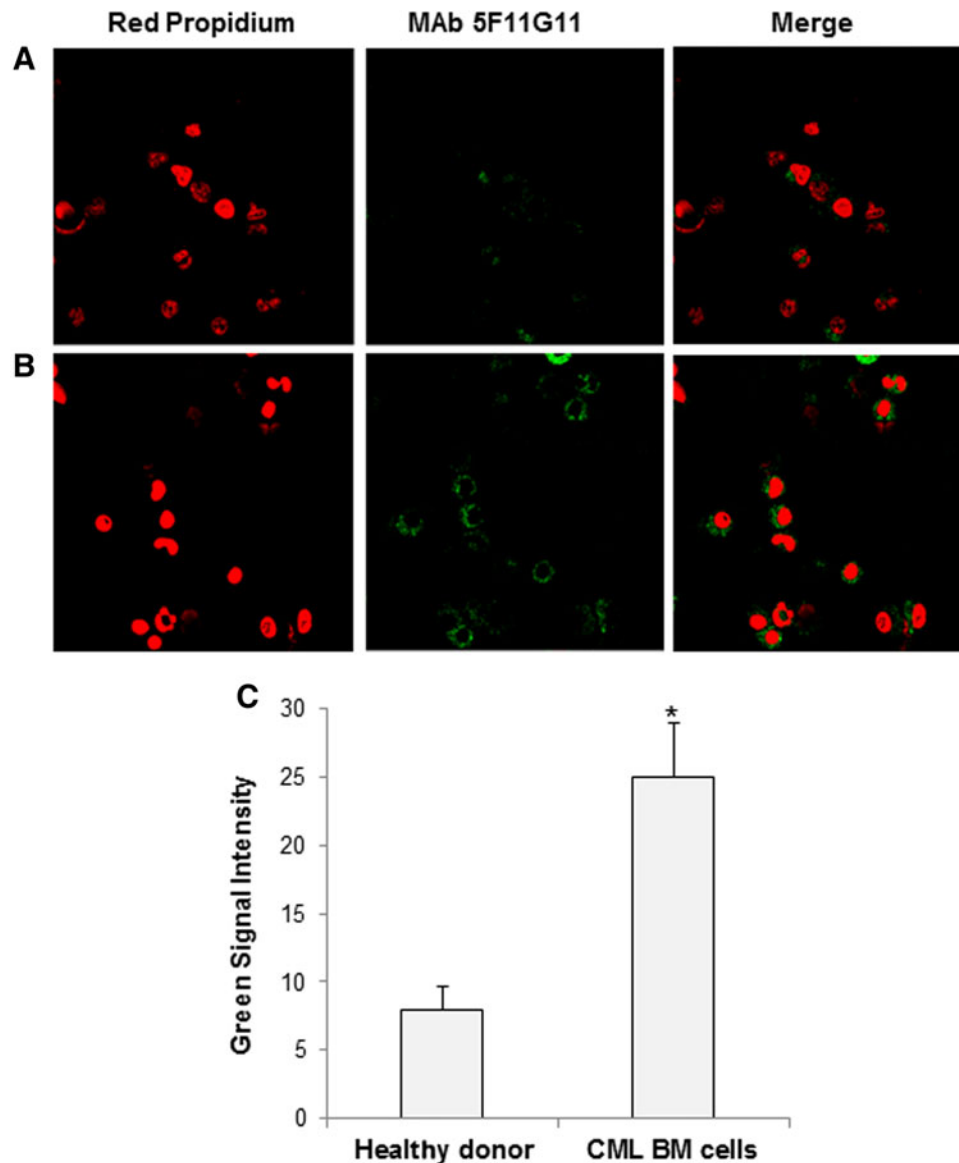 Red Propidium MAb 5F11G11 Merge
A
B
C
30
25
20
15
10
5
0
Green Signal Intensity
*
Healthy donor CML BM cells